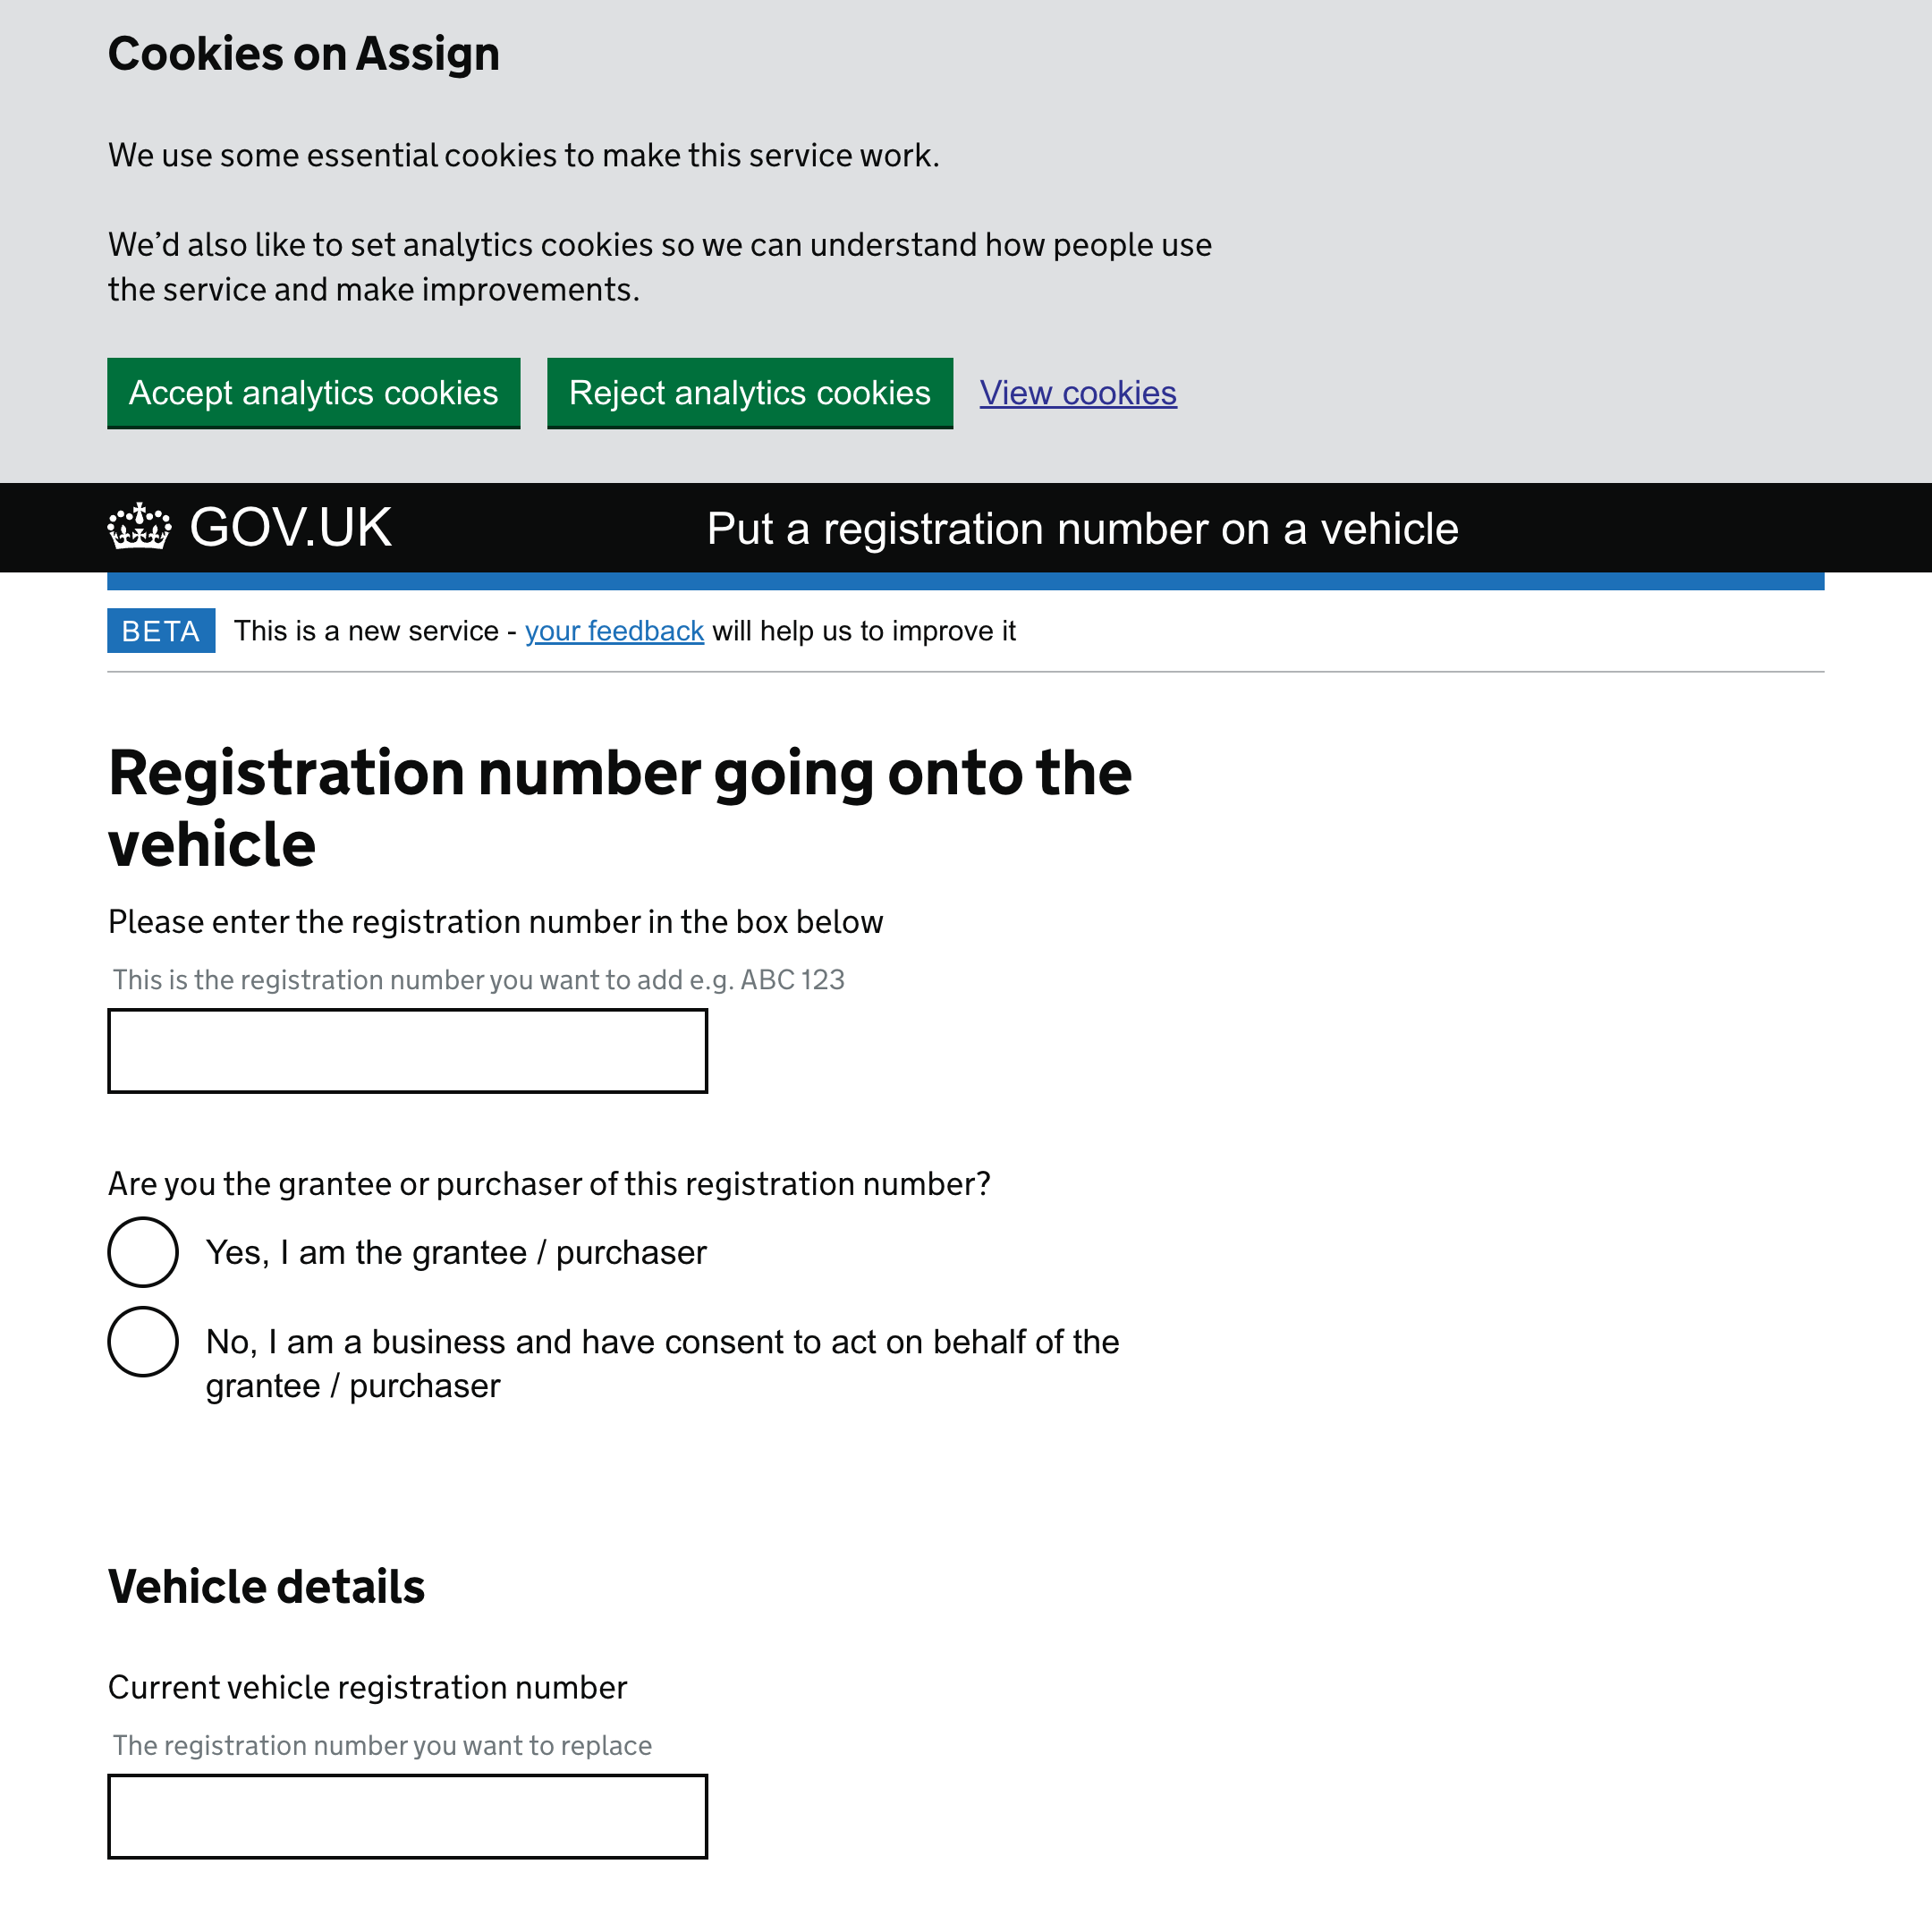 Cookies on Assign
We use some essential cookies to make this service work.
We’d also like to set analytics cookies so we can understand how people use
the service and make improvements.
Accept analytics cookies
Reject analytics cookies
View cookies
GOV.UK
Put a registration number on a vehicle
BETA
This is a new service - your feedback will help us to improve it
Registration number going onto the
vehicle
Please enter the registration number in the box below
This is the registration number you want to add e.g. ABC 123
Are you the grantee or purchaser of this registration number?
Yes, I am the grantee / purchaser
No, I am a business and have consent to act on behalf of the
grantee / purchaser
Vehicle details
Current vehicle registration number
The registration number you want to replace